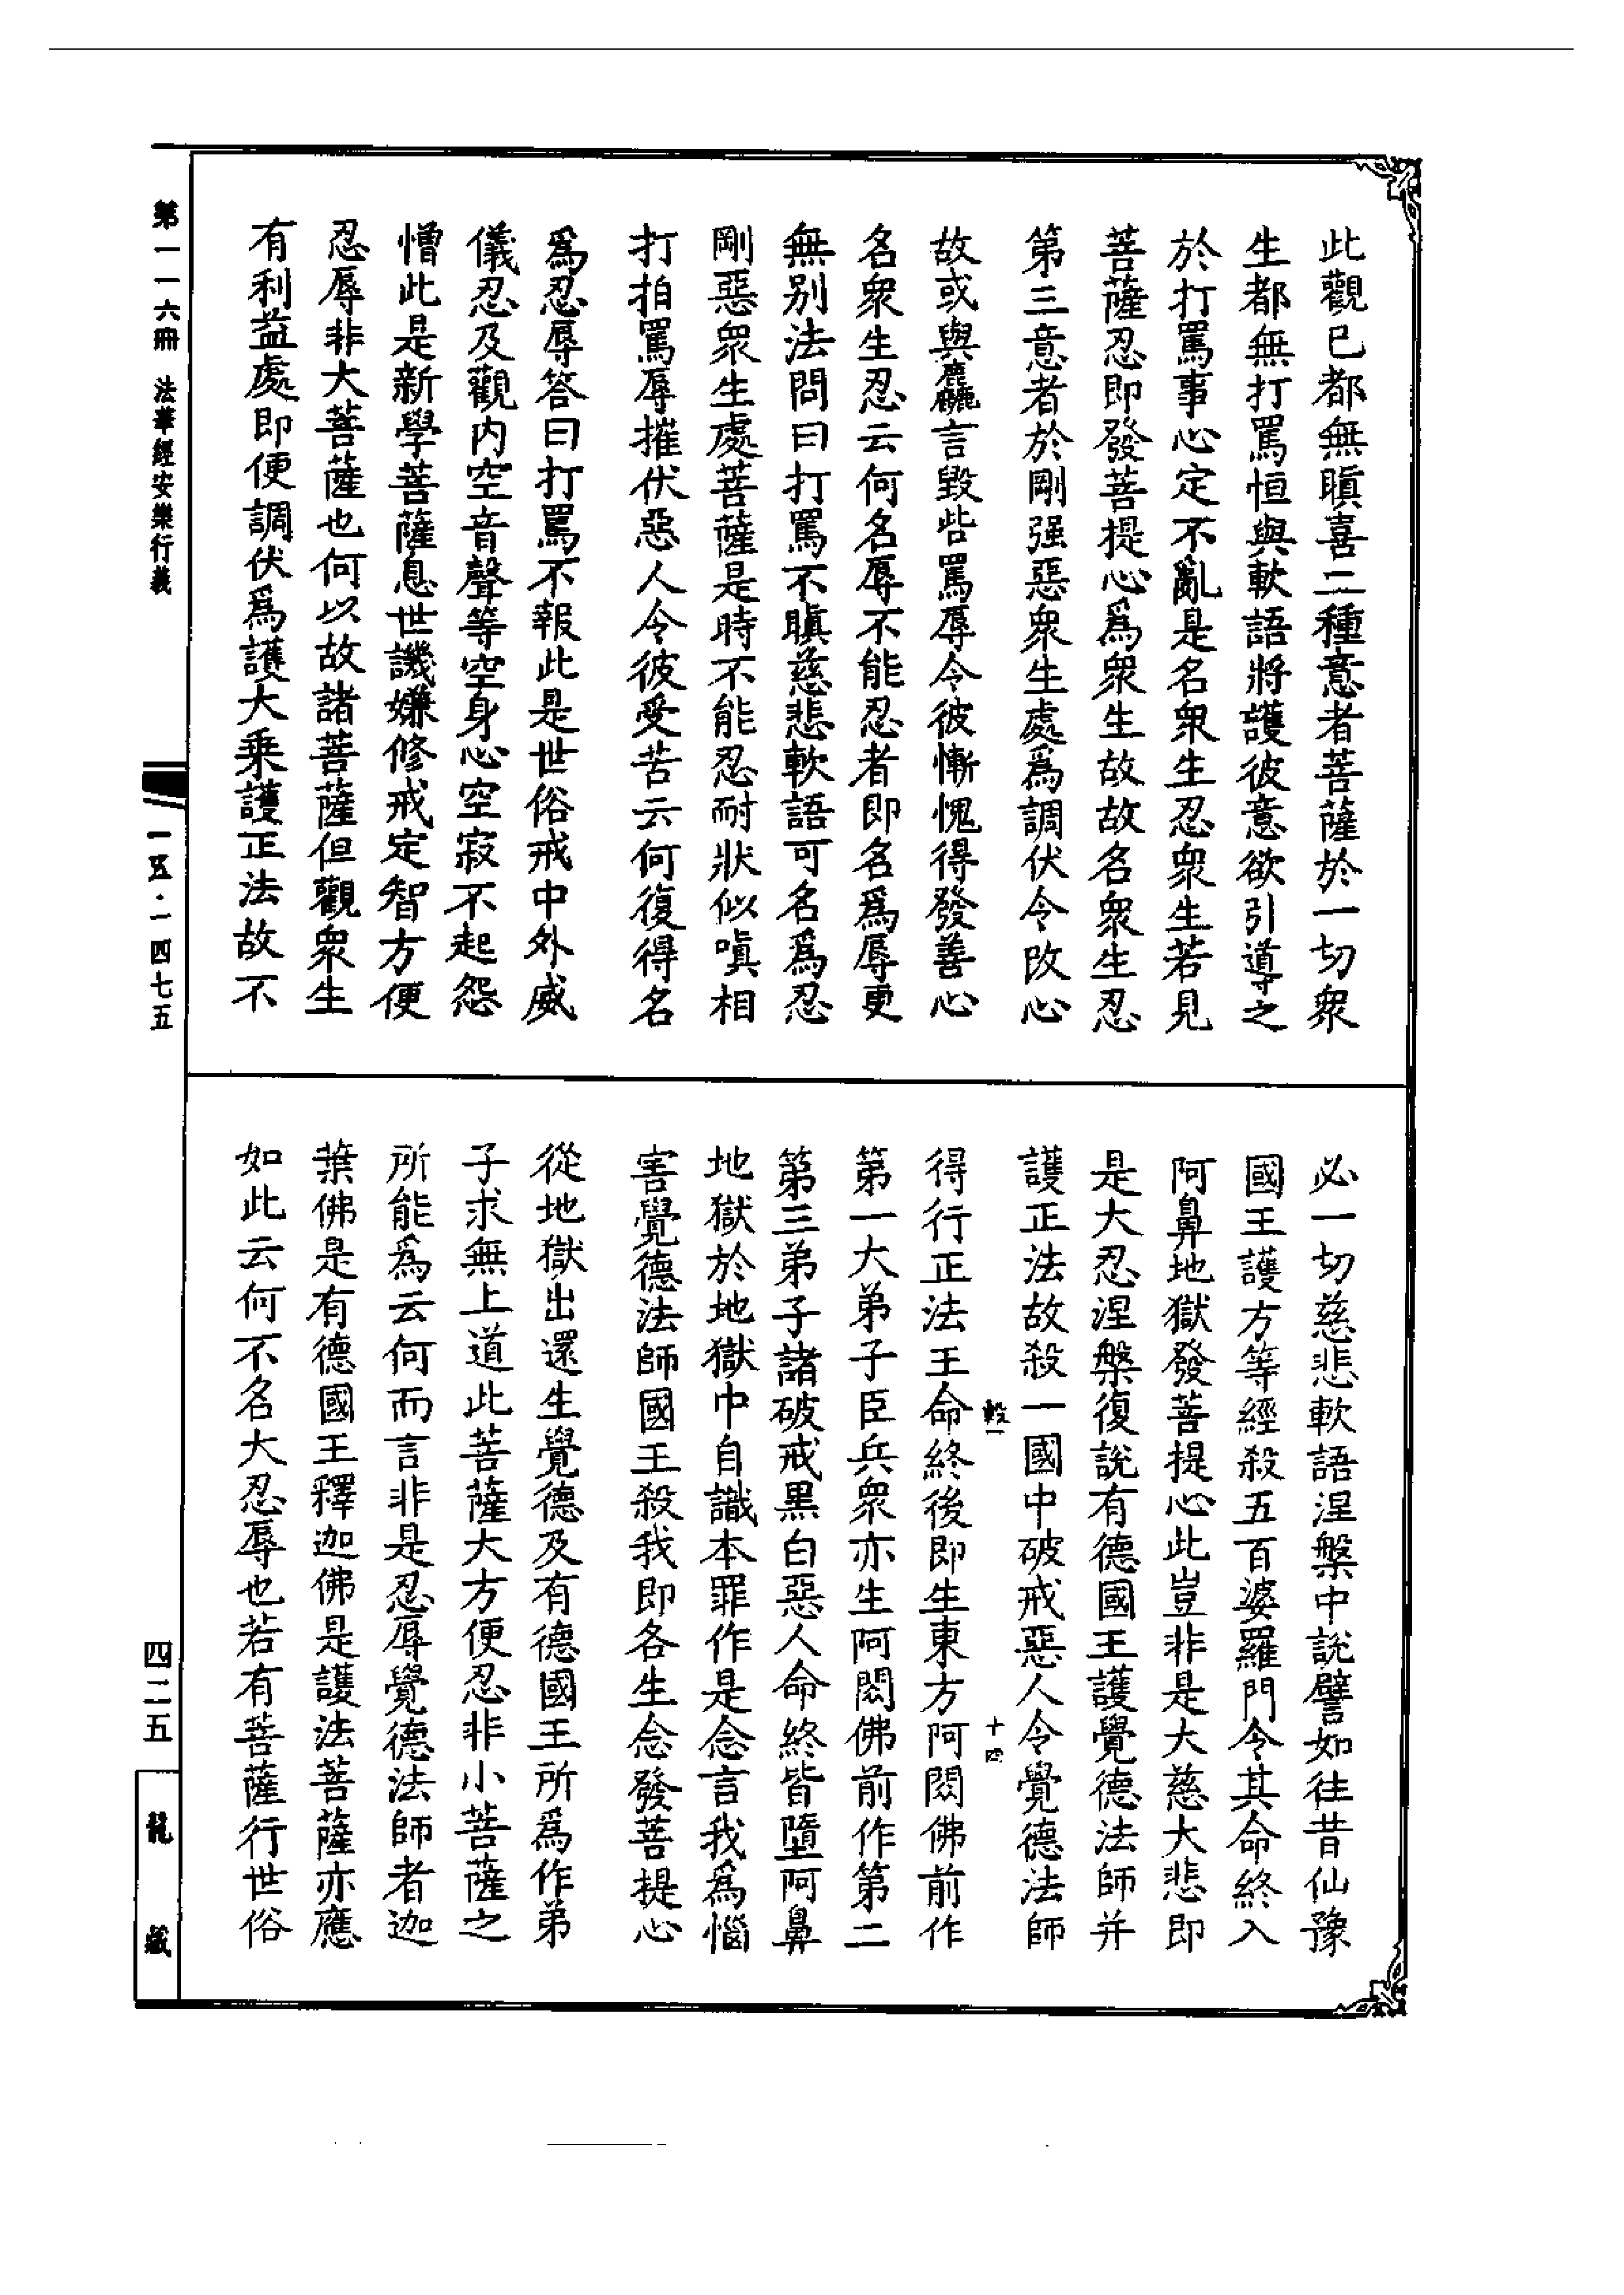 此觀已都無瞋喜二種意者菩薩於一切衆
生都無打罵恒與軟語將護彼意欲引導之
於打罵事心定不亂是名衆生忍衆生若見
菩薩忍即發菩提心爲衆生故故名衆生忍
第三意者於剛强惡衆生處爲調伏令改心
故或與麤言毀呰罵辱令彼慚愧得發善心
名衆生忍云何名辱不能忍者即名爲辱更
無别法問曰打罵不瞋慈悲軟語可名爲忍
剛惡衆生處菩薩是時不能忍耐狀似嗔相
打拍罵辱摧伏惡人令彼受苦云何復得名
爲忍辱答曰打罵不報此是世俗戒中外威
儀忍及觀内空音聲等空身心空寂不起怨
憎此是新學菩薩息世譏嫌修戒定智方便
忍辱非大菩薩也何以故諸菩薩但觀衆生
有利益處即便調伏爲護大乘護正法故不
必一切慈悲軟語涅槃中說譬如往昔仙豫
國王護方等經殺五百婆羅門令其命終入
阿鼻地獄發菩提心此豈非是大慈大悲即
是大忍涅槃復說有德國王護覺德法師并
護正法故殺一國中破戒惡人令覺德法師
得行正法王命終後即生東方阿閦佛前作
第一大弟子臣兵衆亦生阿閦佛前作第二
第三弟子諸破戒黑白惡人命終皆墮阿鼻
地獄於地獄中自識本罪作是念言我爲惱
害覺德法師國王殺我即各生念發菩提心
從地獄出還生覺德及有德國王所爲作弟
子求無上道此菩薩大方便忍非小菩薩之
所能爲云何而言非是忍辱覺德法師者迦
葉佛是有德國王釋迦佛是護法菩薩亦應
如此云何不名大忍辱也若有菩薩行世俗
十四
第一一六冊 法華經安樂行義
一五·一四七五
四二五
龍藏